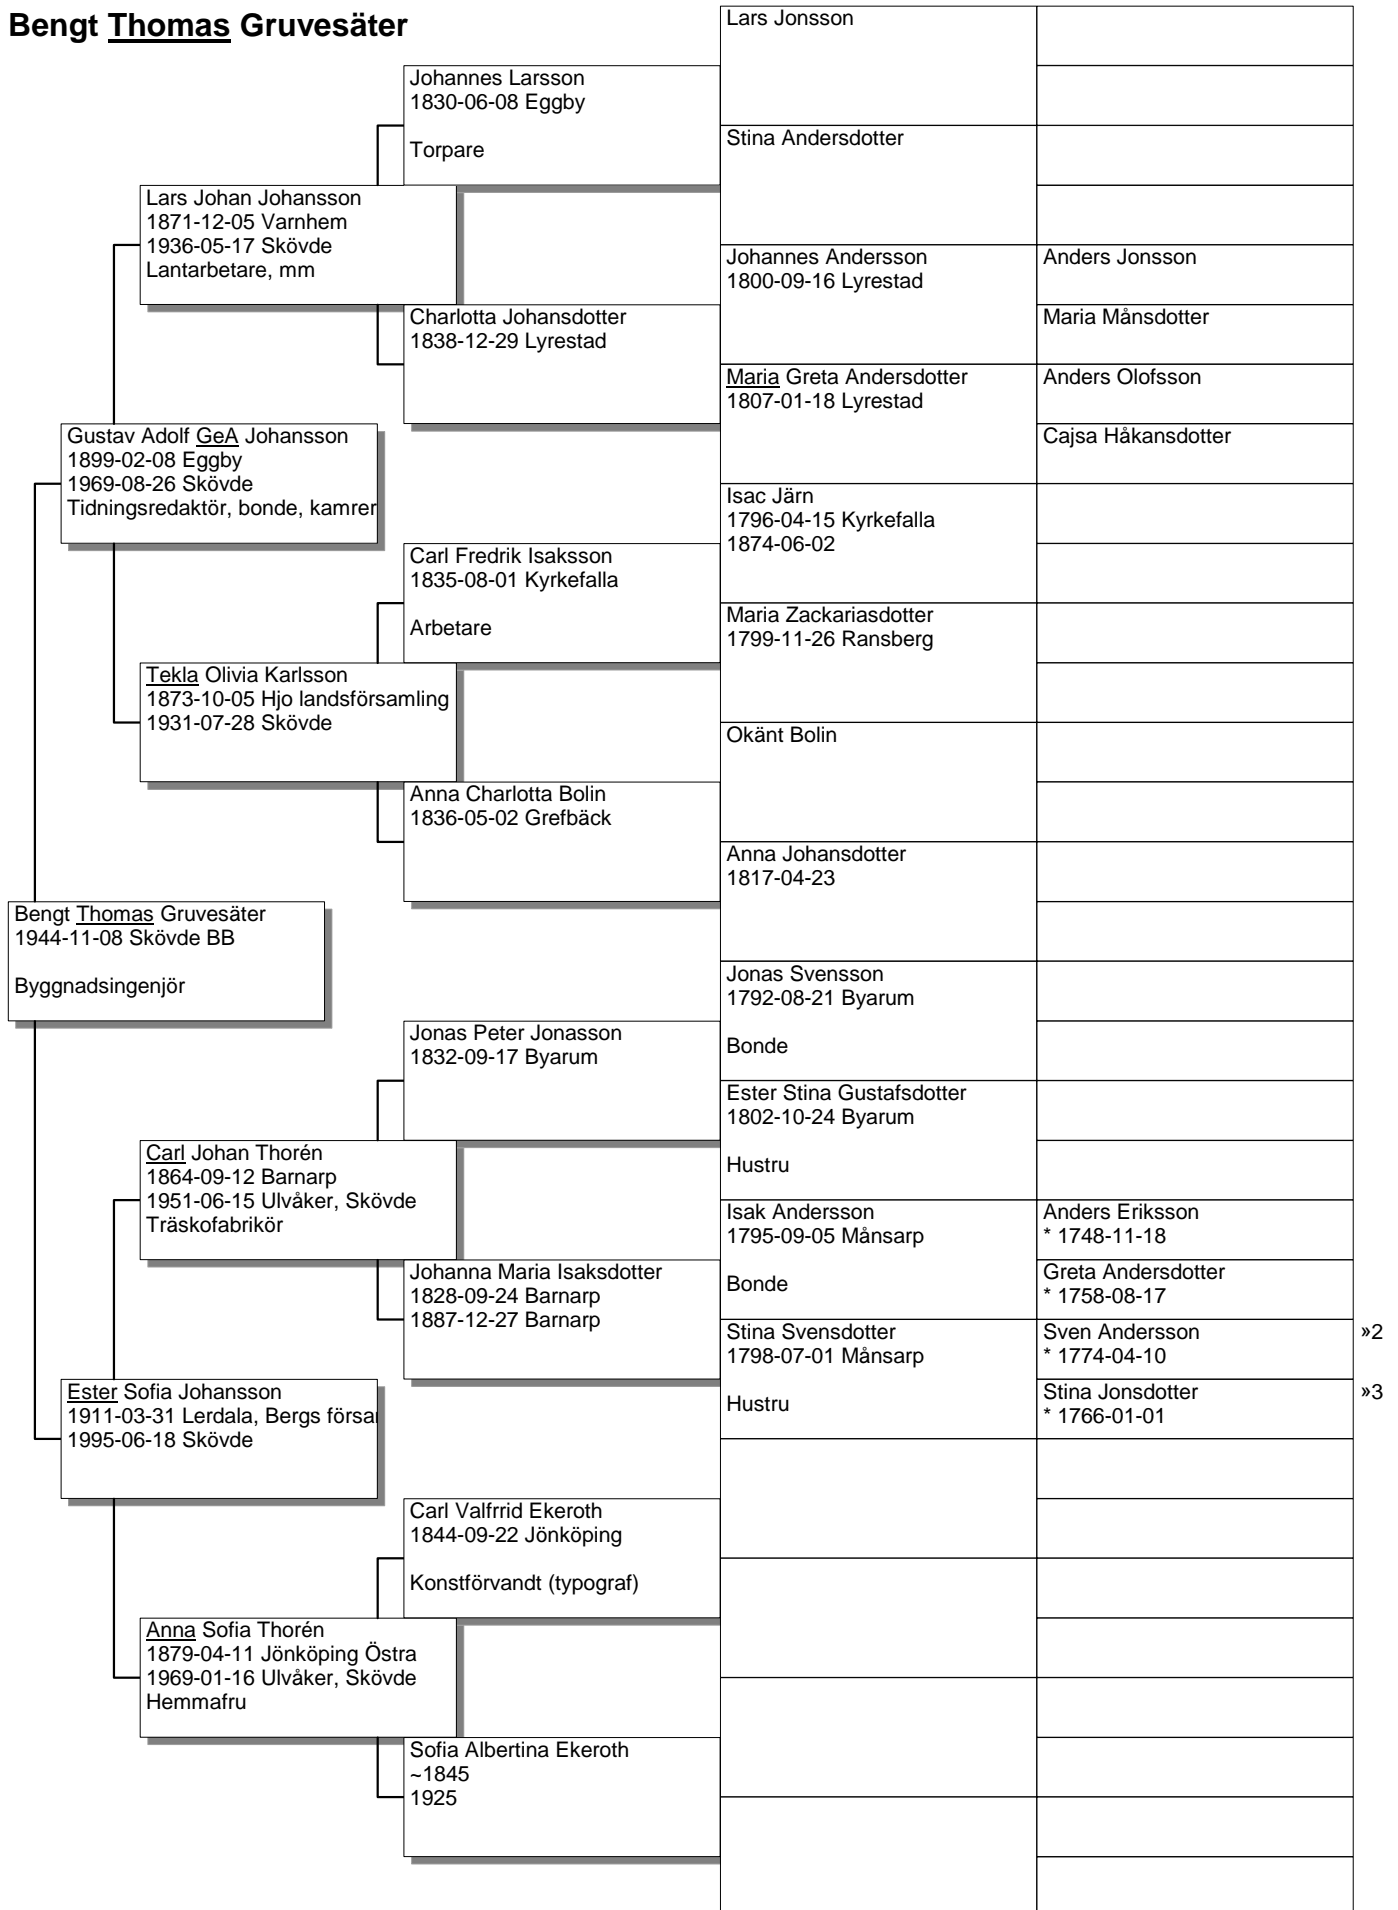 Bengt Thomas Gruvesäter
Bengt Thomas Gruvesäter
1944-11-08 Skövde BB
Byggnadsingenjör
Gustav Adolf GeA Johansson
1899-02-08 Eggby
1969-08-26 Skövde
Tidningsredaktör, bonde, kamrer
Ester Sofia Johansson
1911-03-31 Lerdala, Bergs försar
1995-06-18 Skövde
Lars Johan Johansson
1871-12-05 Varnhem
1936-05-17 Skövde
Lantarbetare, mm
Tekla Olivia Karlsson
1873-10-05 Hjo landsförsamling
1931-07-28 Skövde
Carl Johan Thorén
1864-09-12 Barnarp
1951-06-15 Ulvåker, Skövde
Träskofabrikör
Anna Sofia Thorén
1879-04-11 Jönköping Östra
1969-01-16 Ulvåker, Skövde
Hemmafru
Johannes Larsson
1830-06-08 Eggby
Torpare
Charlotta Johansdotter
1838-12-29 Lyrestad
Carl Fredrik Isaksson
1835-08-01 Kyrkefalla
Arbetare
Anna Charlotta Bolin
1836-05-02 Grefbäck
Jonas Peter Jonasson
1832-09-17 Byarum
Johanna Maria Isaksdotter
1828-09-24 Barnarp
1887-12-27 Barnarp
Carl Valfrrid Ekeroth
1844-09-22 Jönköping
Konstförvandt (typograf)
Sofia Albertina Ekeroth
~1845
1925
Lars Jonsson
Stina Andersdotter
Johannes Andersson
1800-09-16 Lyrestad
Maria Greta Andersdotter
1807-01-18 Lyrestad
Isac Järn
1796-04-15 Kyrkefalla
1874-06-02
Maria Zackariasdotter
1799-11-26 Ransberg
Okänt Bolin
Anna Johansdotter
1817-04-23
Jonas Svensson
1792-08-21 Byarum
Bonde
Ester Stina Gustafsdotter
1802-10-24 Byarum
Hustru
Isak Andersson
1795-09-05 Månsarp
Bonde
Stina Svensdotter
1798-07-01 Månsarp
Hustru
Anders Jonsson
Maria Månsdotter
Anders Olofsson
Cajsa Håkansdotter
Anders Eriksson
* 1748-11-18
Greta Andersdotter
* 1758-08-17
Sven Andersson »2
* 1774-04-10
Stina Jonsdotter »3
* 1766-01-01